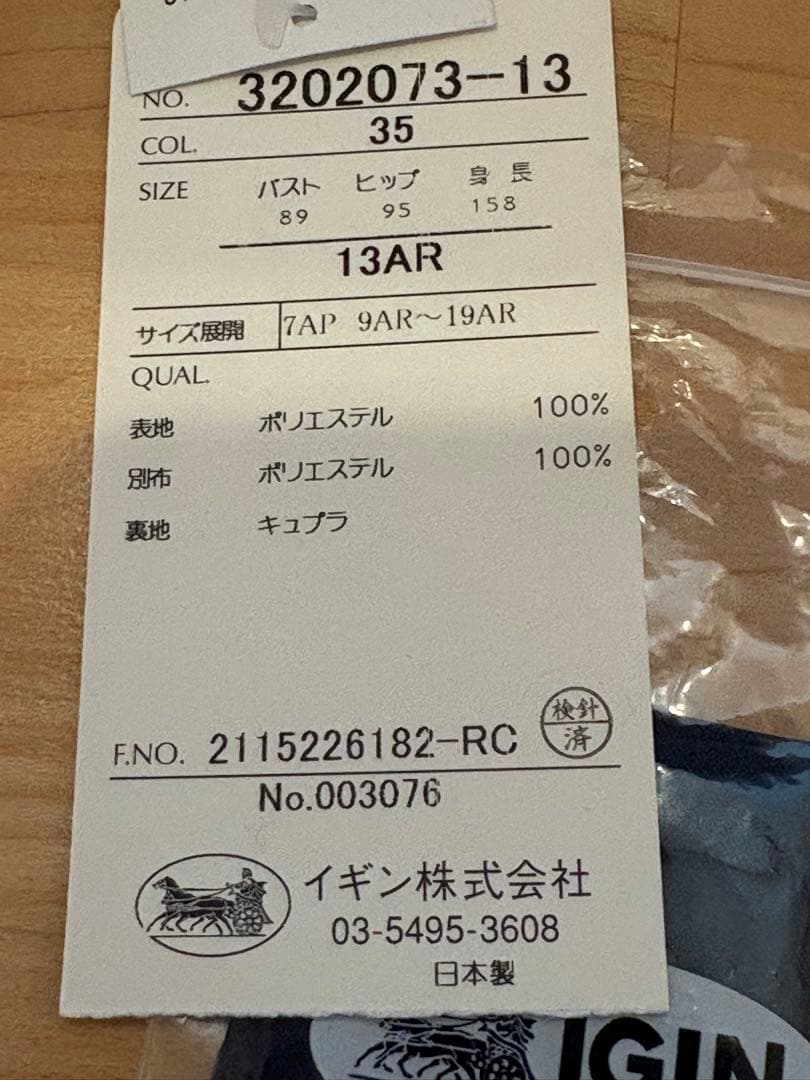 NO. 3202073-13
COL. 35
SIZE バスト ヒップ 身長
89 95 158
13AR
サイズ展開 7AP 9AR～19AR
QUAL.
表地 ポリエステル 100%
別布 ポリエステル 100%
裏地 キュプラ
検針
済
F.NO. 2115226182-RC
No.003076
イギン株式会社
03-5495-3608
日本製
IGIN